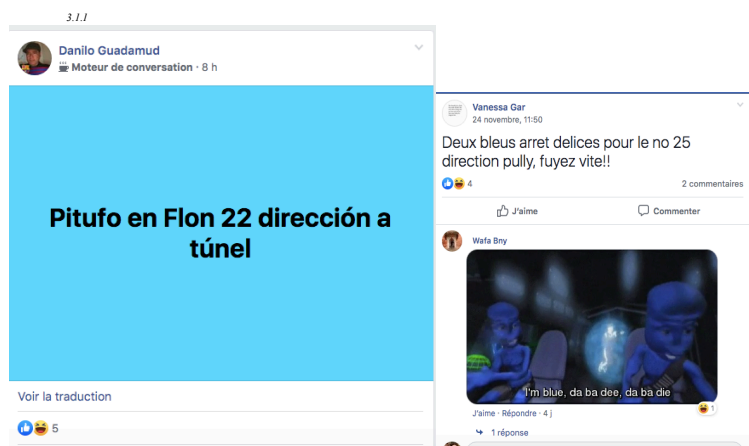 3.1.1
Danilo Guadamud
Moteur de conversation · 8 h
Pitufo en Flon 22 dirección a
túnel
Voir la traduction
5
Vanessa Gar
24 novembre, 11:50
Deux bleus arret delices pour le no 25
direction pully, fuyez vite!!
4
2 commentaires
J'aime
Commenter
Wafa Bny
I'm blue, da ba dee, da ba die
1
J'aime · Répondre · 4 j
1 réponse